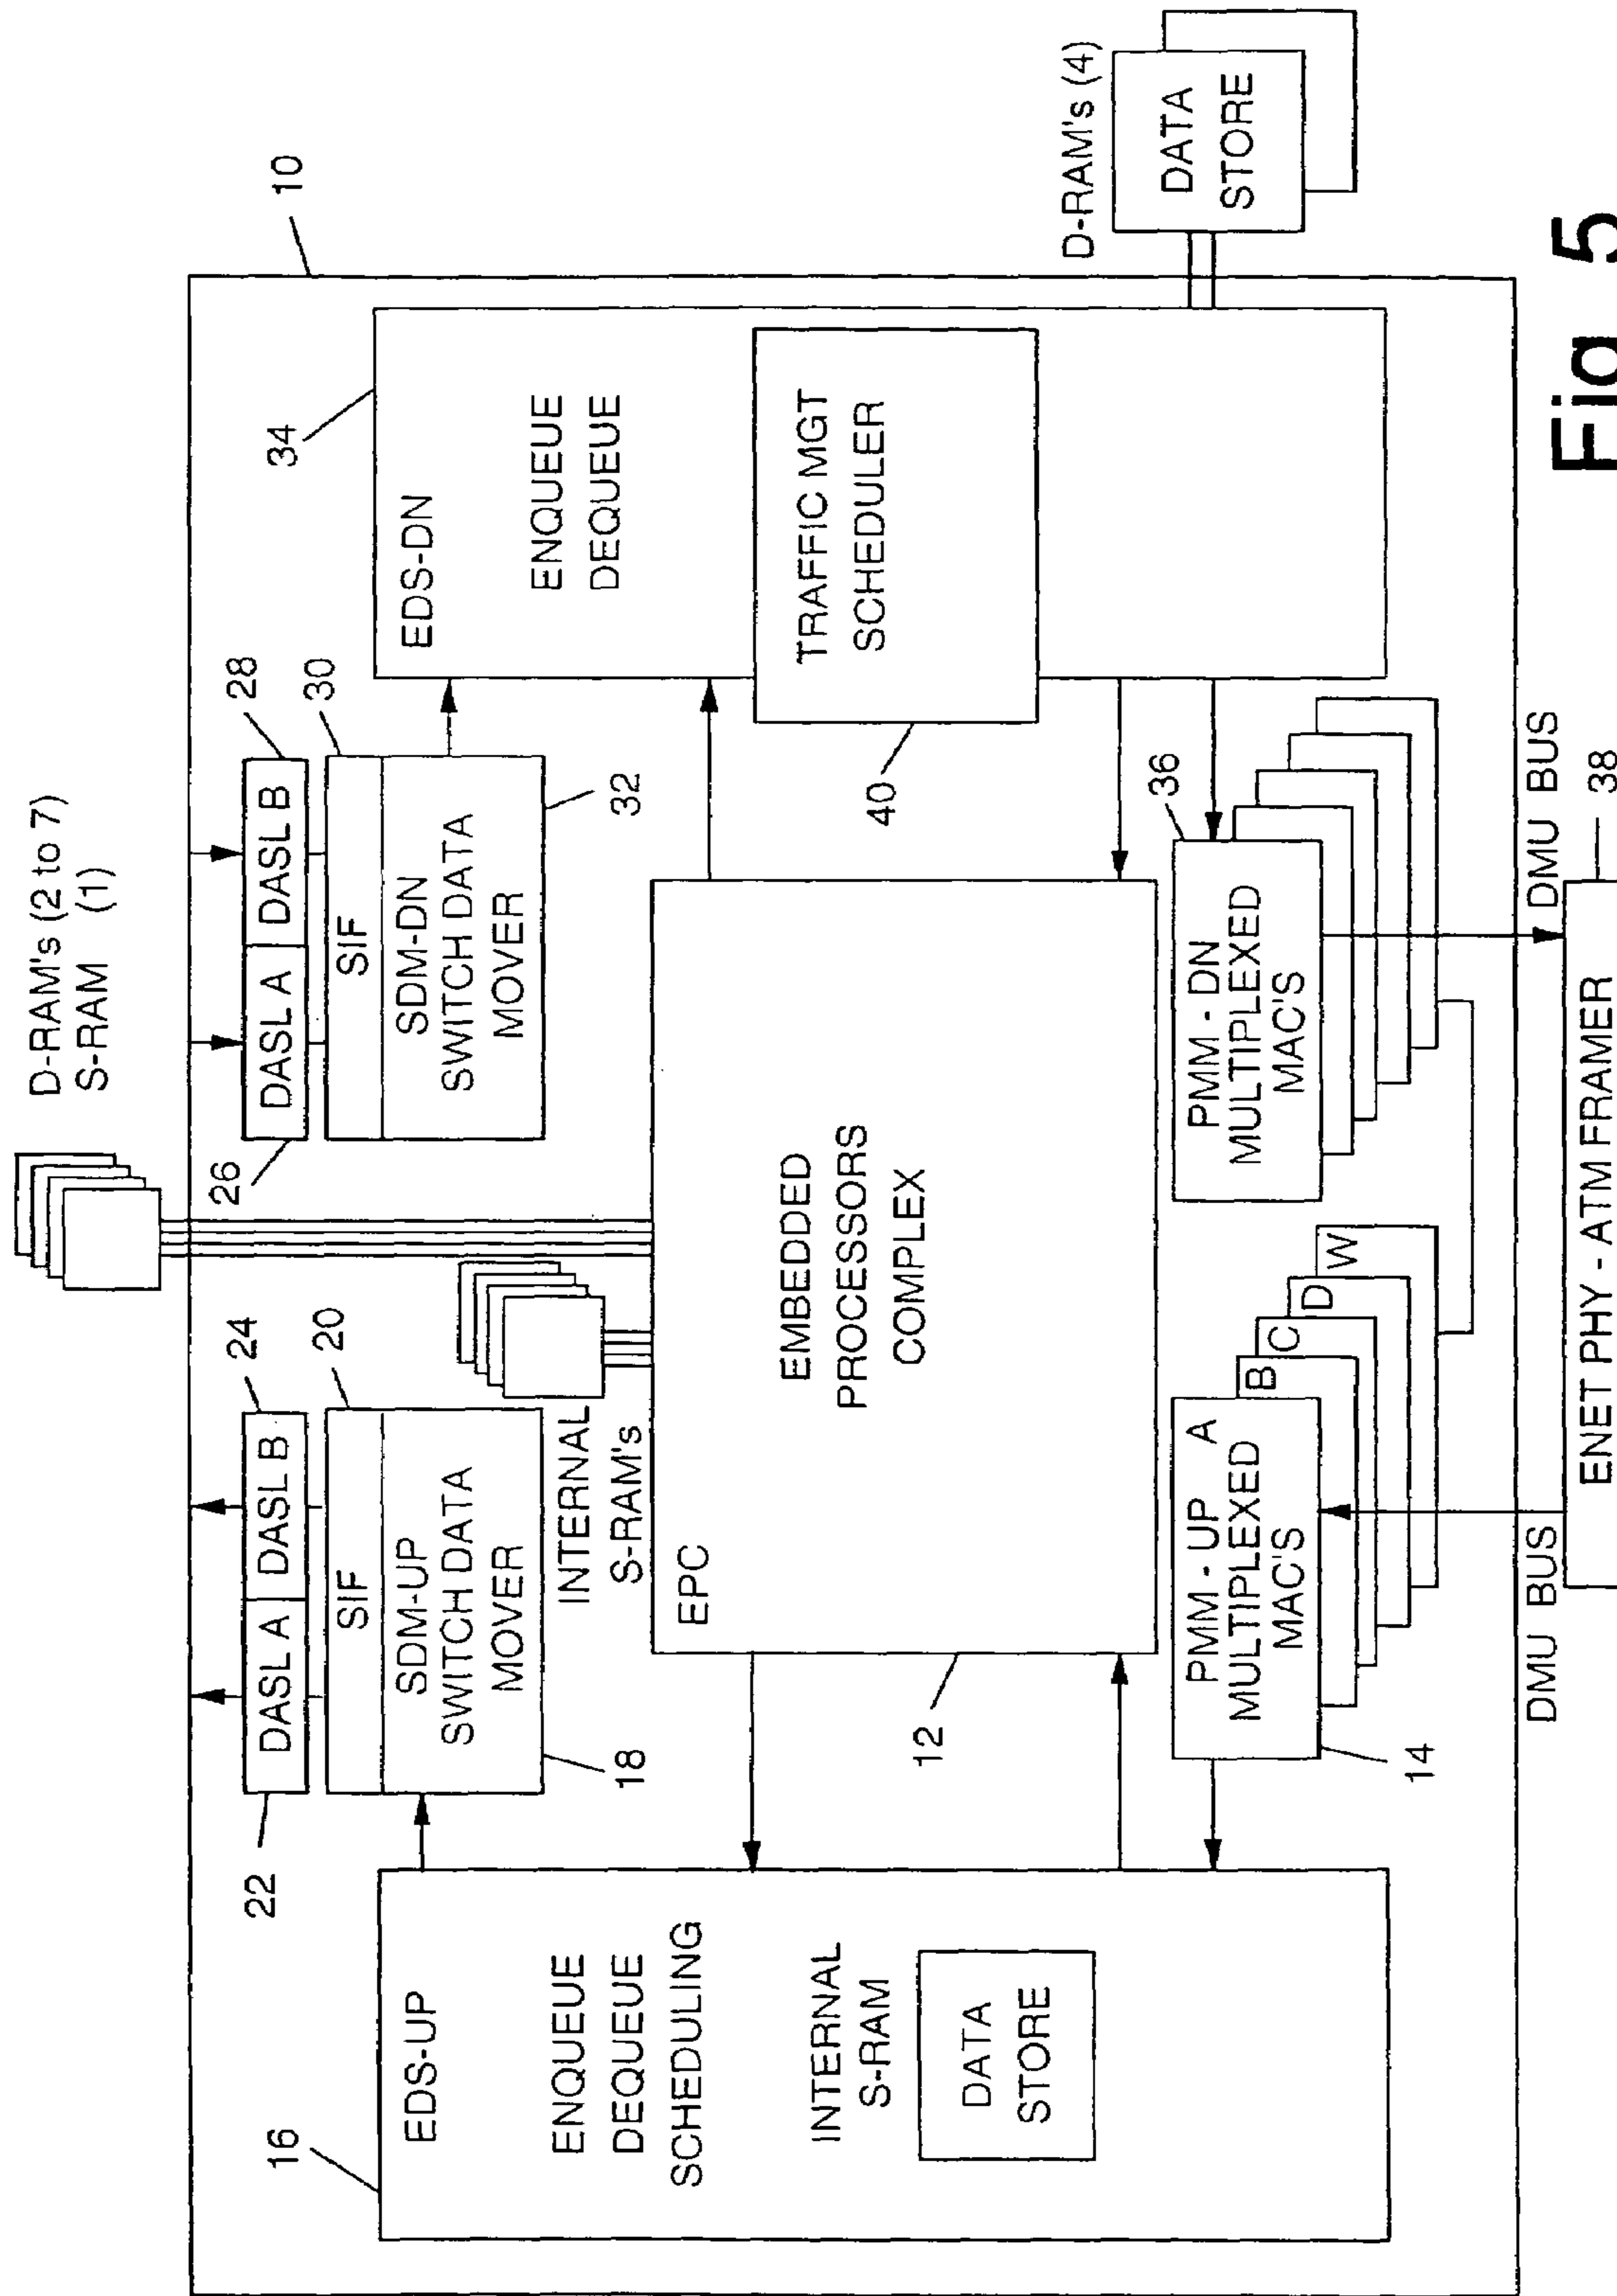 D-RAM's (2 to 7)
S-RAM (1)
10
22
24
26
28
DASL A
DASL B
DASL A
DASL B
20
30
SIF
SDM-UP
SWITCH DATA
MOVER
18
SIF
SDM-DN
SWITCH DATA
MOVER
32
16
EDS-UP
ENQUEUE
DEQUEUE
SCHEDULING
INTERNAL
S-RAM
DATA
STORE
INTERNAL
S-RAM's
EPC
EMBEDDED
PROCESSORS
COMPLEX
12
34
EDS-DN
ENQUEUE
DEQUEUE
TRAFFIC MGT
SCHEDULER
40
D-RAM's (4)
DATA
STORE
PMM - UP A
MULTIPLEXED
MAC'S
B
C
D
W
14
36
PMM - DN
MULTIPLEXED
MAC'S
DMU BUS
DMU BUS
ENET PHY - ATM FRAMER
38
Fig 5